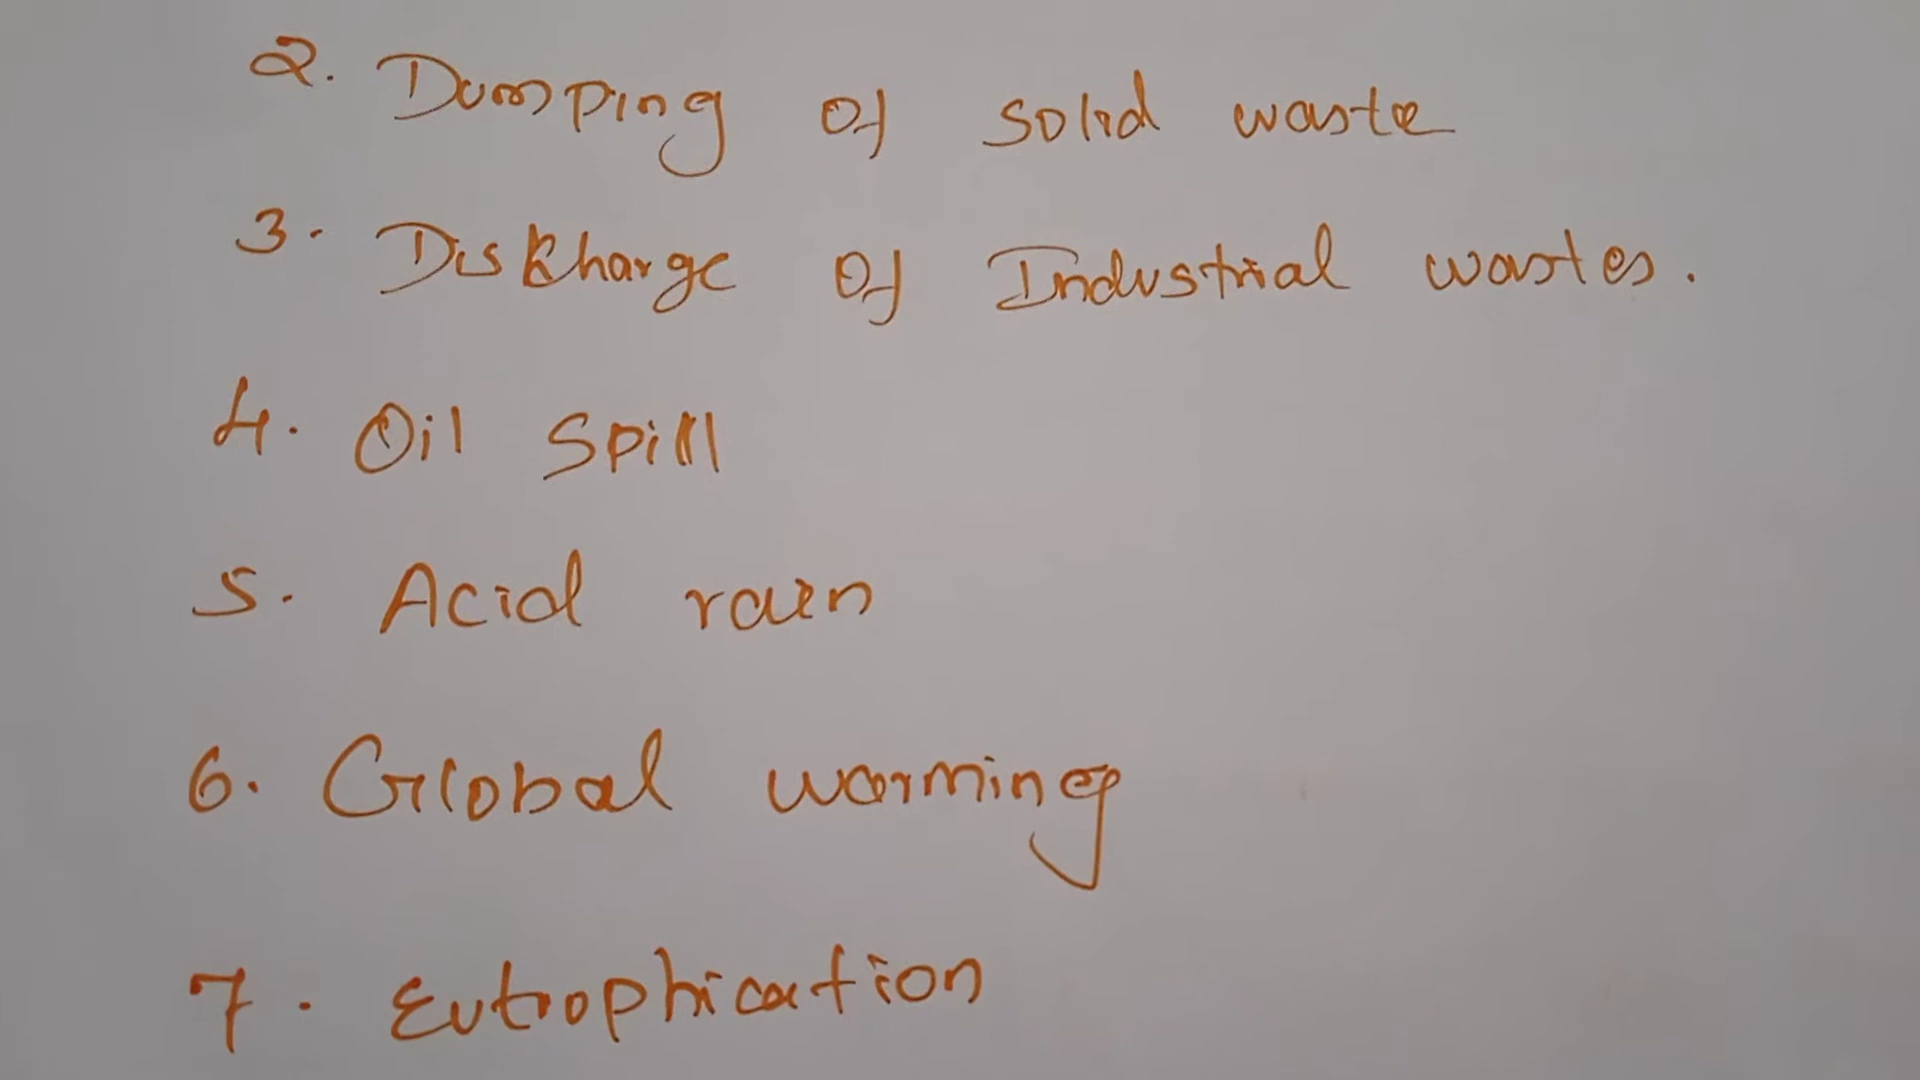 2. Dumping of solid waste
3. Diskharge of Industrial wastes.
4. Oil spill
5. Acid rain
6. Global warming
7. Eutrophication